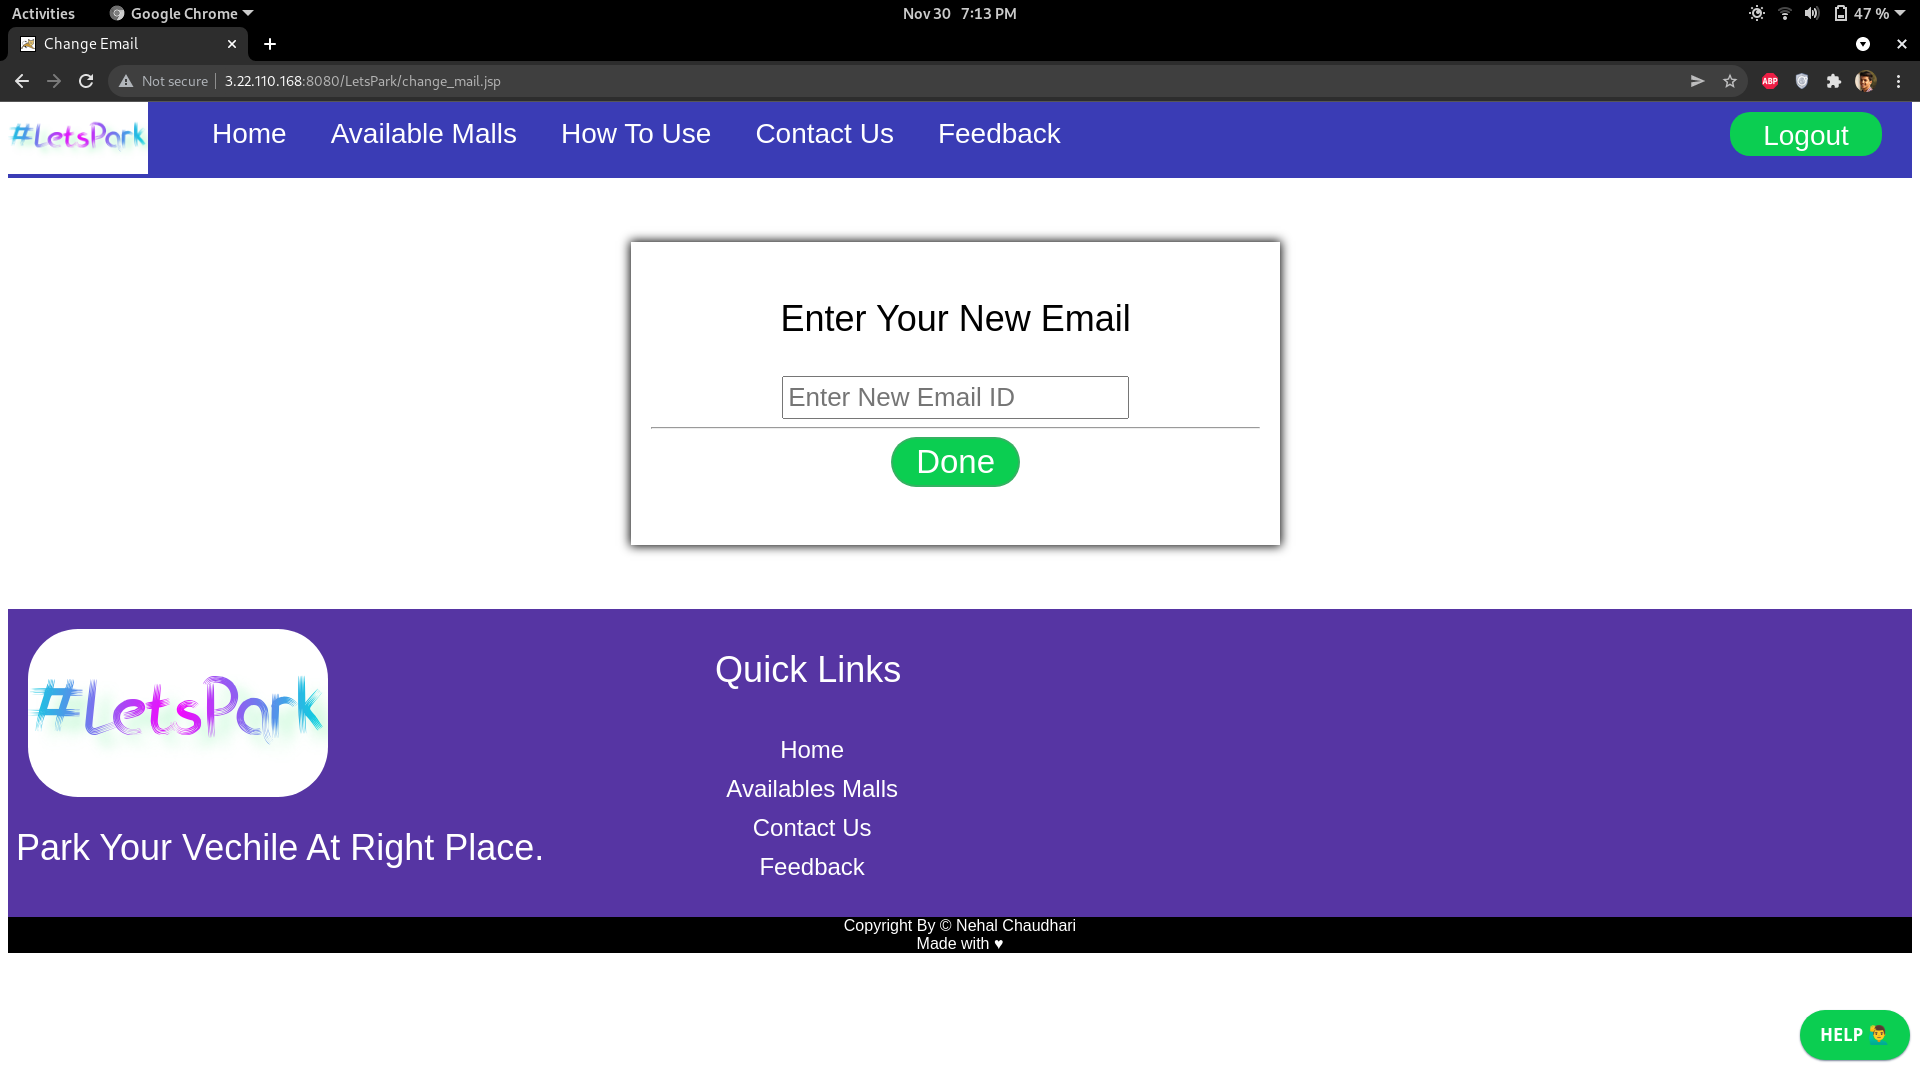 Activities Google Chrome Nov 30 7:13 PM 47 %
Change Email
Not secure 3.22.110.168:8080/LetsPark/change_mail.jsp ABP
#LetsPark Home Available Malls How To Use Contact Us Feedback Logout
Enter Your New Email
Enter New Email ID
Done
#LetsPark
Park Your Vechile At Right Place.
Quick Links
Home
Availables Malls
Contact Us
Feedback
Copyright By © Nehal Chaudhari
Made with ♥
HELP 🙋‍♂️